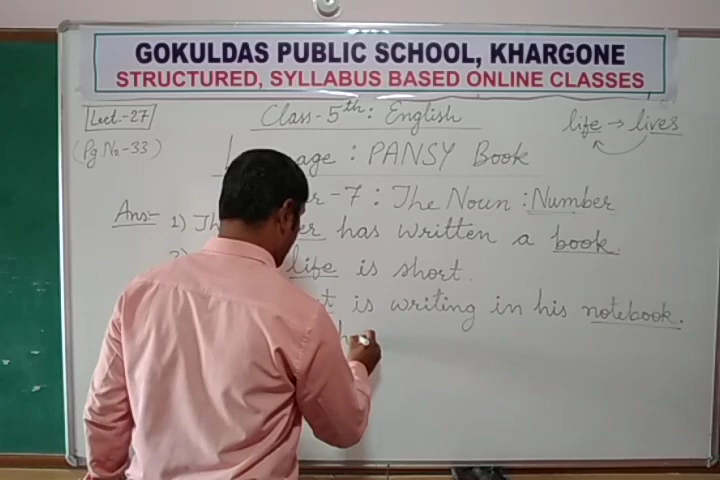 GOKULDAS PUBLIC SCHOOL, KHARGONE
STRUCTURED, SYLLABUS BASED ONLINE CLASSES
Lect.-27
Class-5th: English
life → lives
(Pg.No-33)
age : PANSY Book
-7 : The Noun : Number
Ans- 1) has written a book.
2) life is short.
is writing in his notebook.